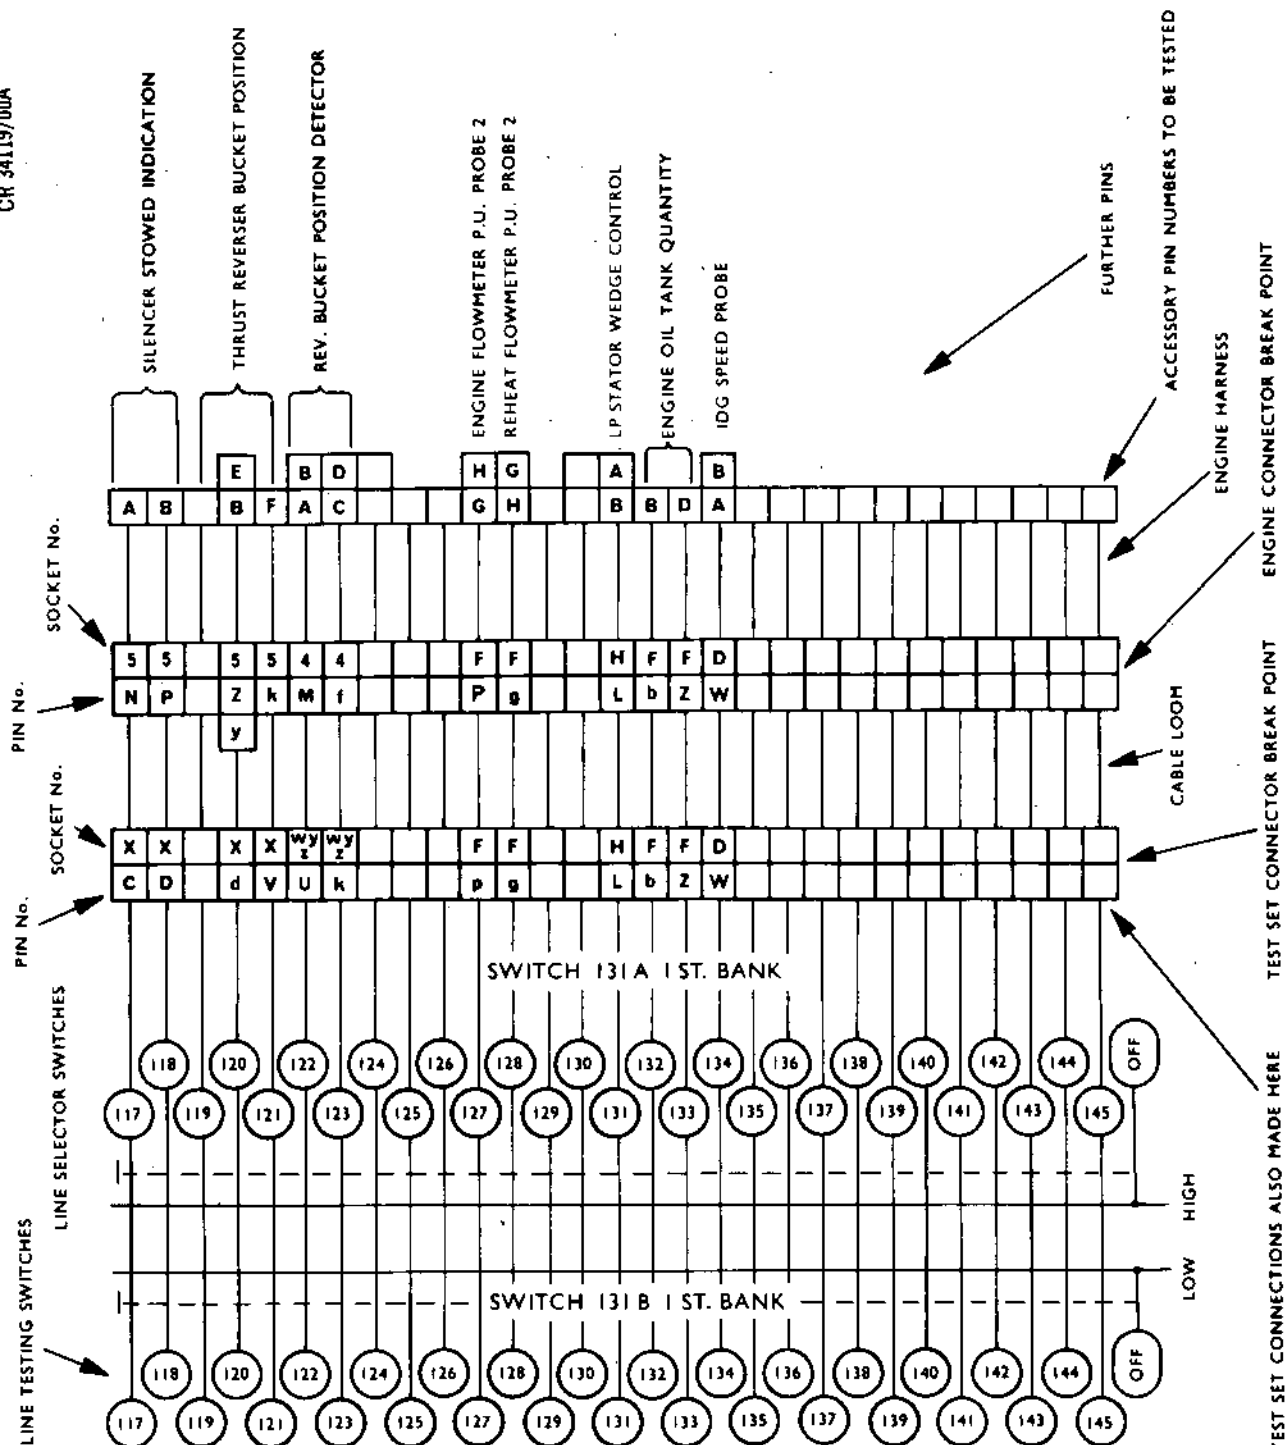 CR 34119/00A
SILENCER STOWED INDICATION
THRUST REVERSER BUCKET POSITION
REV. BUCKET POSITION DETECTOR
ENGINE FLOWMETER P.U. PROBE 2
REHEAT FLOWMETER P.U. PROBE 2
LP STATOR WEDGE CONTROL
ENGINE OIL TANK QUANTITY
IDG SPEED PROBE
FURTHER PINS
ACCESSORY PIN NUMBERS TO BE TESTED
ENGINE HARNESS
ENGINE CONNECTOR BREAK POINT
E B D H G A B
A B B F A C G H B B D A
SOCKET No.
5 5 5 5 4 4 F F H F F D
PIN No.
N P Z k M f P g L b Z W
y
CABLE LOOM
SOCKET No.
X X X X wy z wy z F F H F F D
PIN No.
C D d V U k p g L b Z W
TEST SET CONNECTOR BREAK POINT
TEST SET CONNECTIONS ALSO MADE HERE
SWITCH 131A 1 ST. BANK
LINE SELECTOR SWITCHES
118 120 122 124 126 128 130 132 134 136 138 140 142 144 OFF
117 119 121 123 125 127 129 131 133 135 137 139 141 143 145
HIGH
LOW
SWITCH 131B 1 ST. BANK
LINE TESTING SWITCHES
118 120 122 124 126 128 130 132 134 136 138 140 142 144 OFF
117 119 121 123 125 127 129 131 133 135 137 139 141 143 145